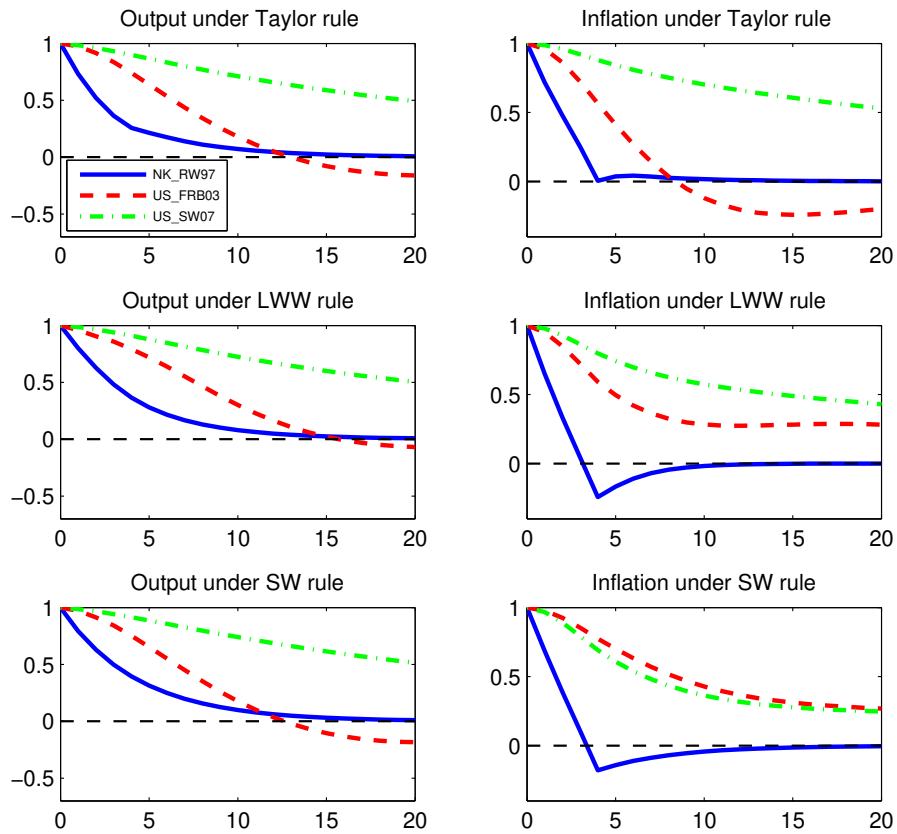 Output under Taylor rule
1
0.5
0
−0.5
NK_RW97
US_FRB03
US_SW07
0 5 10 15 20
Inflation under Taylor rule
1
0.5
0
0 5 10 15 20
Output under LWW rule
1
0.5
0
−0.5
0 5 10 15 20
Inflation under LWW rule
1
0.5
0
0 5 10 15 20
Output under SW rule
1
0.5
0
−0.5
0 5 10 15 20
Inflation under SW rule
1
0.5
0
0 5 10 15 20